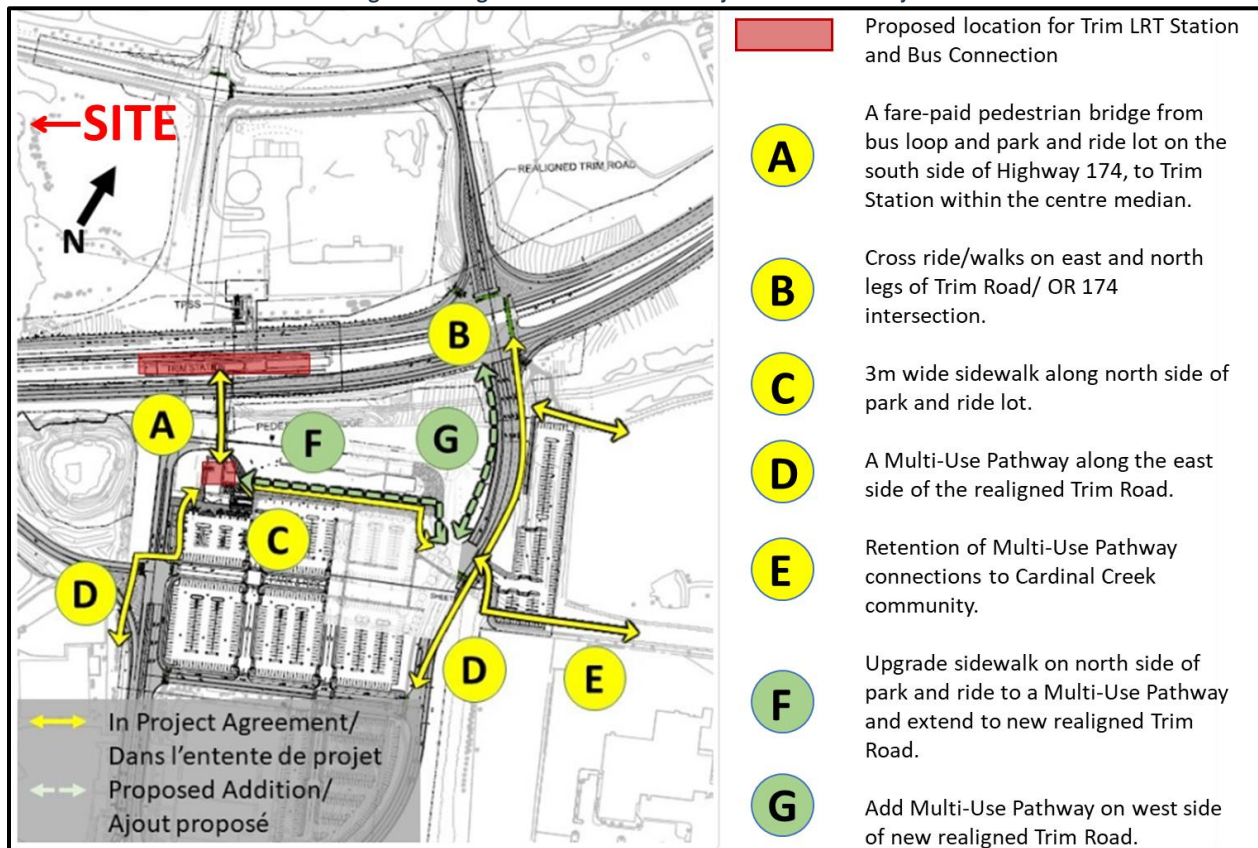 ←SITE
N
REALIGNED TRIM ROAD
TPSS
B
TRIM STATION
A
F
G
C
D
D
E
In Project Agreement/
Dans l'entente de projet
Proposed Addition/
Ajout proposé
Proposed location for Trim LRT Station
and Bus Connection
A
A fare-paid pedestrian bridge from
bus loop and park and ride lot on the
south side of Highway 174, to Trim
Station within the centre median.
B
Cross ride/walks on east and north
legs of Trim Road/ OR 174
intersection.
C
3m wide sidewalk along north side of
park and ride lot.
D
A Multi-Use Pathway along the east
side of the realigned Trim Road.
E
Retention of Multi-Use Pathway
connections to Cardinal Creek
community.
F
Upgrade sidewalk on north side of
park and ride to a Multi-Use Pathway
and extend to new realigned Trim
Road.
G
Add Multi-Use Pathway on west side
of new realigned Trim Road.